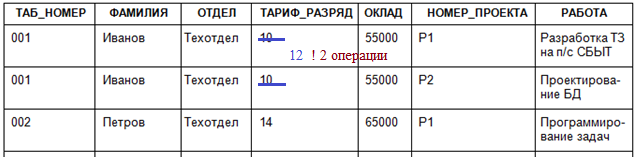 ТАБ_НОМЕР ФАМИЛИЯ ОТДЕЛ ТАРИФ_РАЗРЯД ОКЛАД НОМЕР_ПРОЕКТА РАБОТА
001 Иванов Техотдел 10 55000 P1 Разработка ТЗ
на п/с СБЫТ
12 ! 2 операции
001 Иванов Техотдел 10 55000 P2 Проектирова-
ние БД
002 Петров Техотдел 14 65000 P1 Программиро-
вание задач